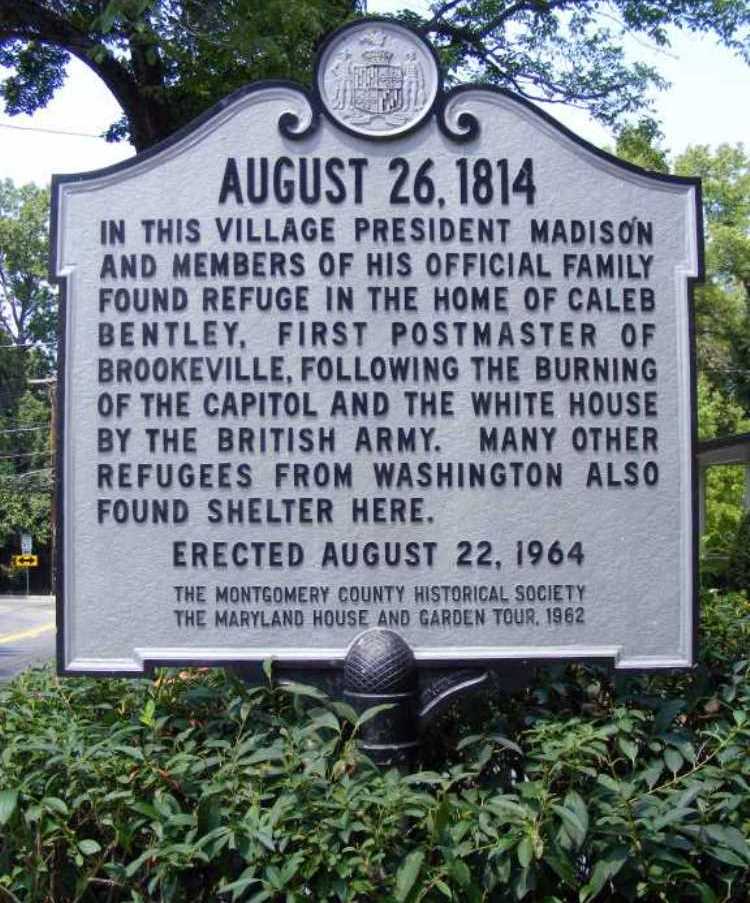 AUGUST 26, 1814
IN THIS VILLAGE PRESIDENT MADISON
AND MEMBERS OF HIS OFFICIAL FAMILY
FOUND REFUGE IN THE HOME OF CALEB
BENTLEY, FIRST POSTMASTER OF
BROOKEVILLE, FOLLOWING THE BURNING
OF THE CAPITOL AND THE WHITE HOUSE
BY THE BRITISH ARMY. MANY OTHER
REFUGEES FROM WASHINGTON ALSO
FOUND SHELTER HERE.
ERECTED AUGUST 22, 1964
THE MONTGOMERY COUNTY HISTORICAL SOCIETY
THE MARYLAND HOUSE AND GARDEN TOUR, 1962